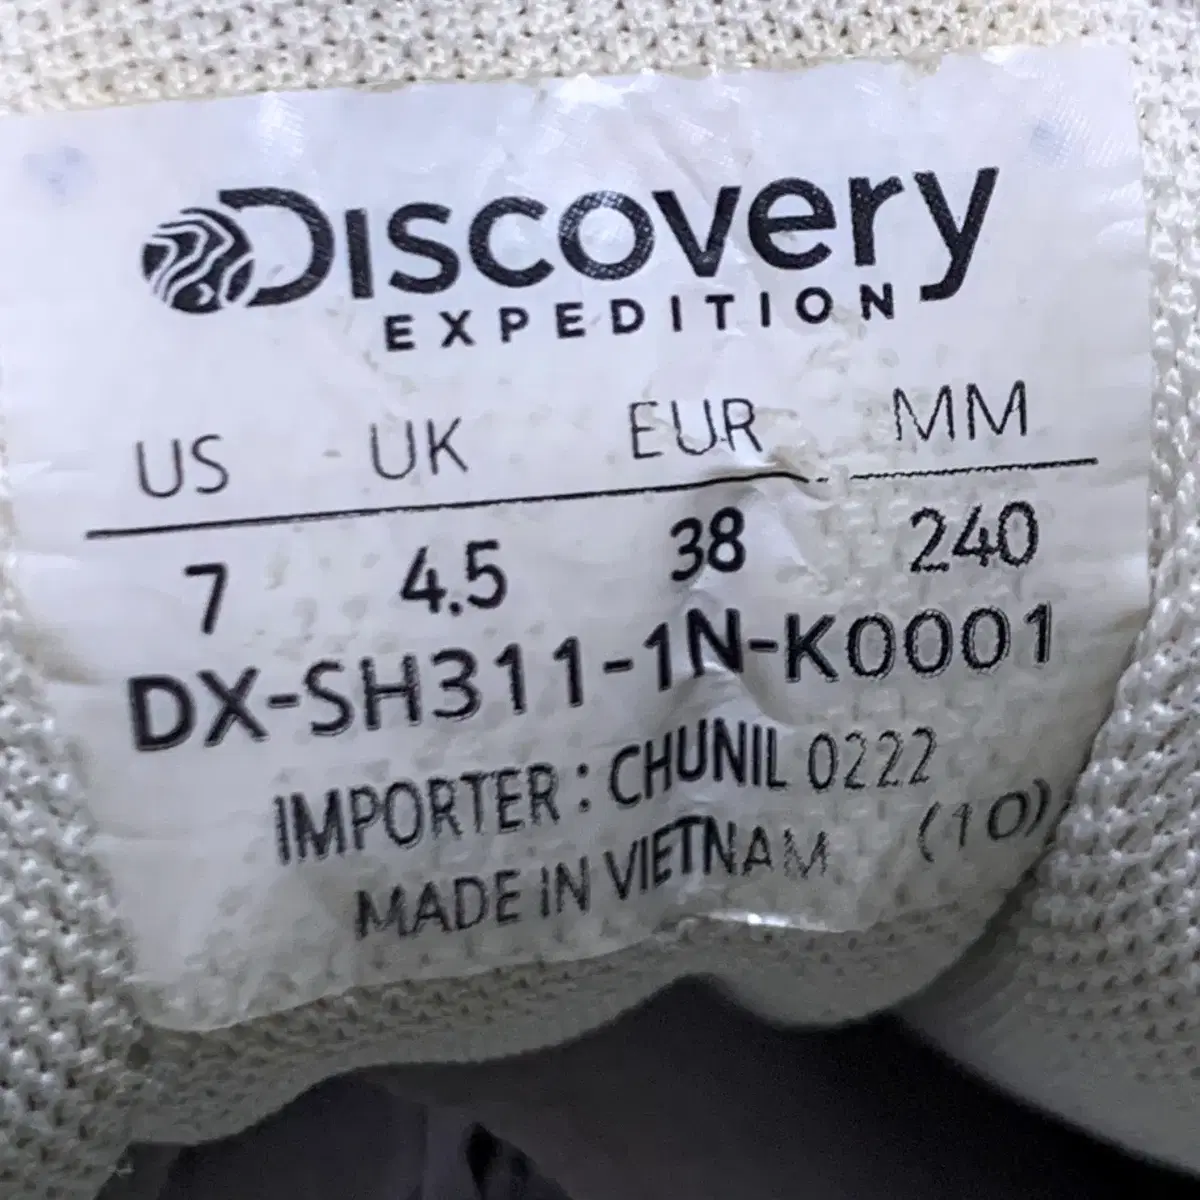 Discovery
EXPEDITION
US UK EUR MM
7 4.5 38 240
DX-SH311-1N-K0001
IMPORTER : CHUNIL 0222
MADE IN VIETNAM (10)